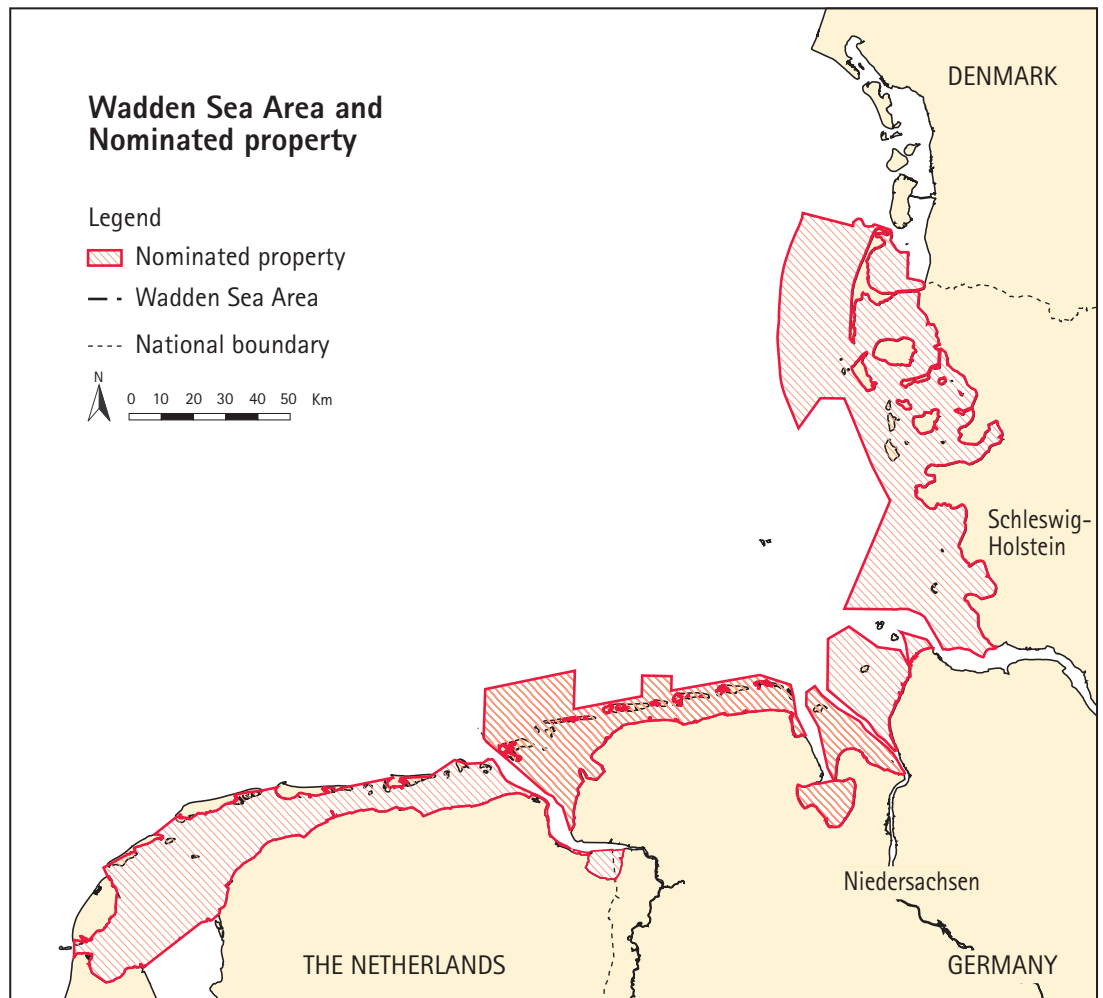 Wadden Sea Area and
Nominated property
Legend
Nominated property
Wadden Sea Area
National boundary
N
0 10 20 30 40 50 Km
DENMARK
Schleswig-
Holstein
Niedersachsen
THE NETHERLANDS
GERMANY